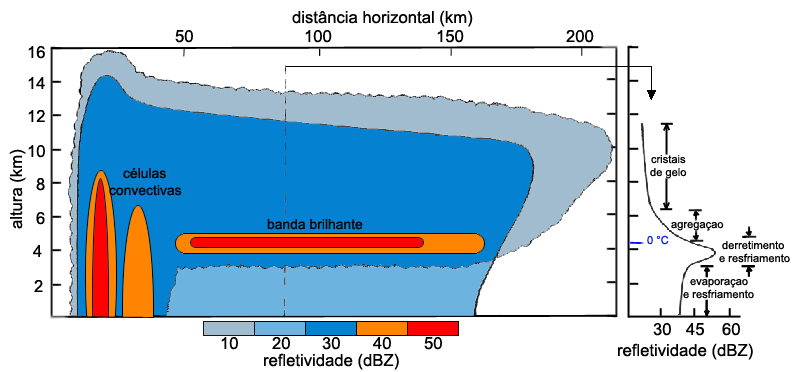 distância horizontal (km)
50 100 150 200
altura (km)
16
14
12
10
8
6
4
2
células
convectivas
banda brilhante
10 20 30 40 50
refletividade (dBZ)
cristais
de gelo
agregaçao
0 °C
derretimento
e resfriamento
evaporaçao
e resfriamento
30 45 60
refletividade (dBZ)